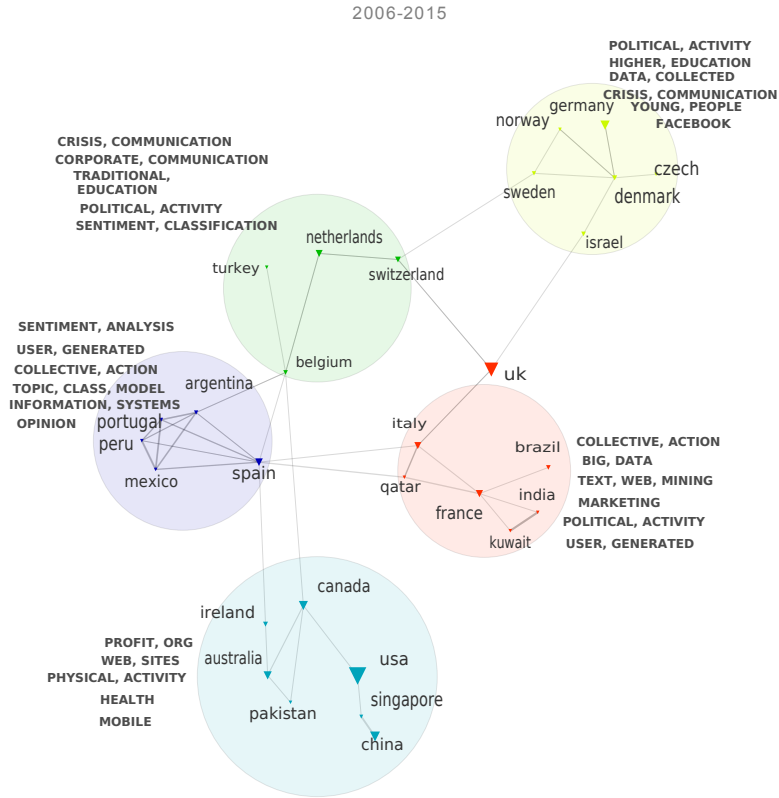 2006-2015
POLITICAL, ACTIVITY
HIGHER, EDUCATION
DATA, COLLECTED
CRISIS, COMMUNICATION
YOUNG, PEOPLE
FACEBOOK
germany
norway
czech
sweden
denmark
israel
CRISIS, COMMUNICATION
CORPORATE, COMMUNICATION
TRADITIONAL,
EDUCATION
POLITICAL, ACTIVITY
SENTIMENT, CLASSIFICATION
netherlands
turkey
switzerland
belgium
SENTIMENT, ANALYSIS
USER, GENERATED
COLLECTIVE, ACTION
TOPIC, CLASS, MODEL
INFORMATION, SYSTEMS
OPINION
argentina
portugal
peru
mexico
spain
uk
italy
brazil
qatar
india
france
kuwait
COLLECTIVE, ACTION
BIG, DATA
TEXT, WEB, MINING
MARKETING
POLITICAL, ACTIVITY
USER, GENERATED
canada
ireland
australia
usa
singapore
pakistan
china
PROFIT, ORG
WEB, SITES
PHYSICAL, ACTIVITY
HEALTH
MOBILE